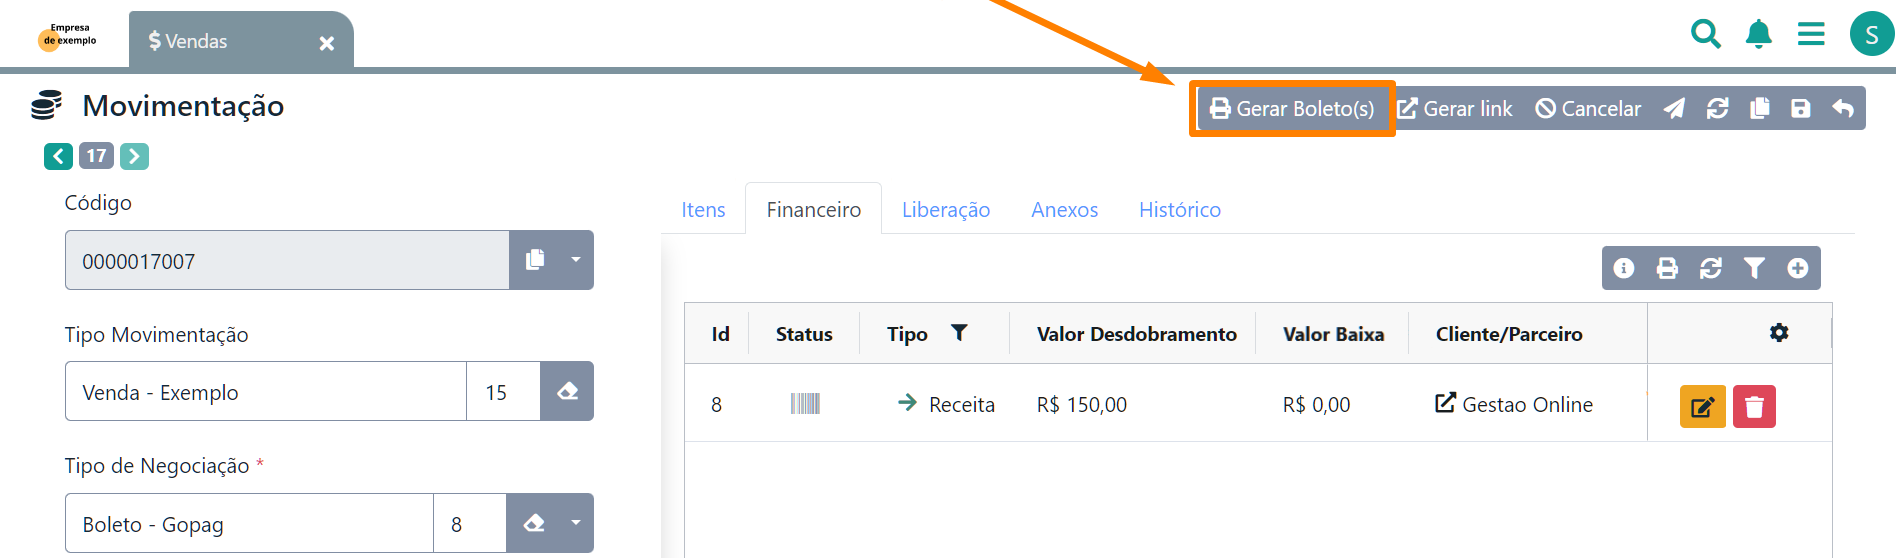 Empresa
de exemplo
$ Vendas
S
Movimentação
Gerar Boleto(s) Gerar link Cancelar
17
Código
0000017007
Tipo Movimentação
Venda - Exemplo 15
Tipo de Negociação *
Boleto - Gopag 8
Itens Financeiro Liberação Anexos Histórico
Id Status Tipo Valor Desdobramento Valor Baixa Cliente/Parceiro
8 Receita R$ 150,00 R$ 0,00 Gestao Online